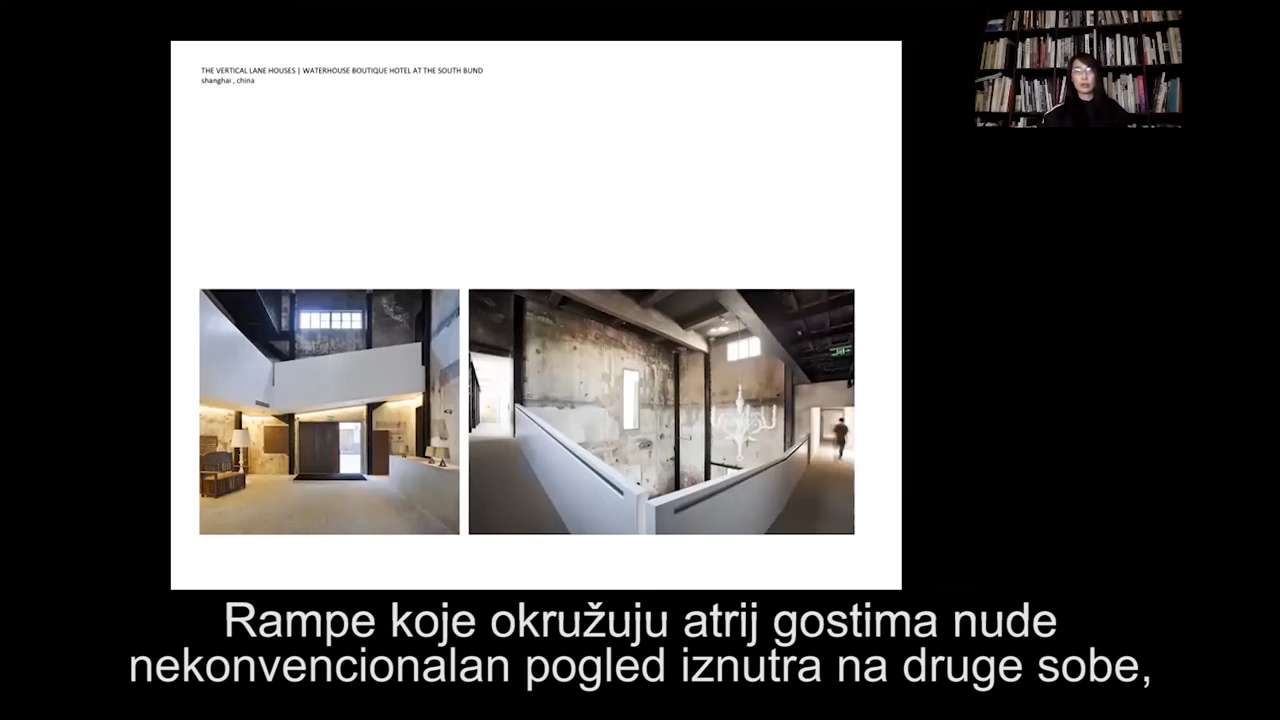 THE VERTICAL LANE HOUSES | WATERHOUSE BOUTIQUE HOTEL AT THE SOUTH BUND
shanghai , china
Rampe koje okružuju atrij gostima nude
nekonvencionalan pogled iznutra na druge sobe,